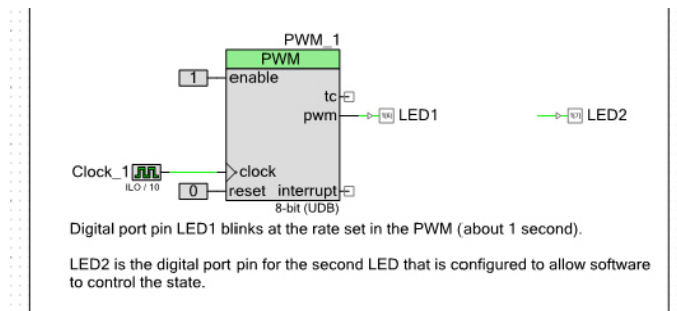 PWM_1
PWM
1
enable
tc
pwm
LED1
LED2
Clock_1
clock
ILO / 10
0
reset interrupt
8-bit (UDB)
Digital port pin LED1 blinks at the rate set in the PWM (about 1 second).
LED2 is the digital port pin for the second LED that is configured to allow software
to control the state.